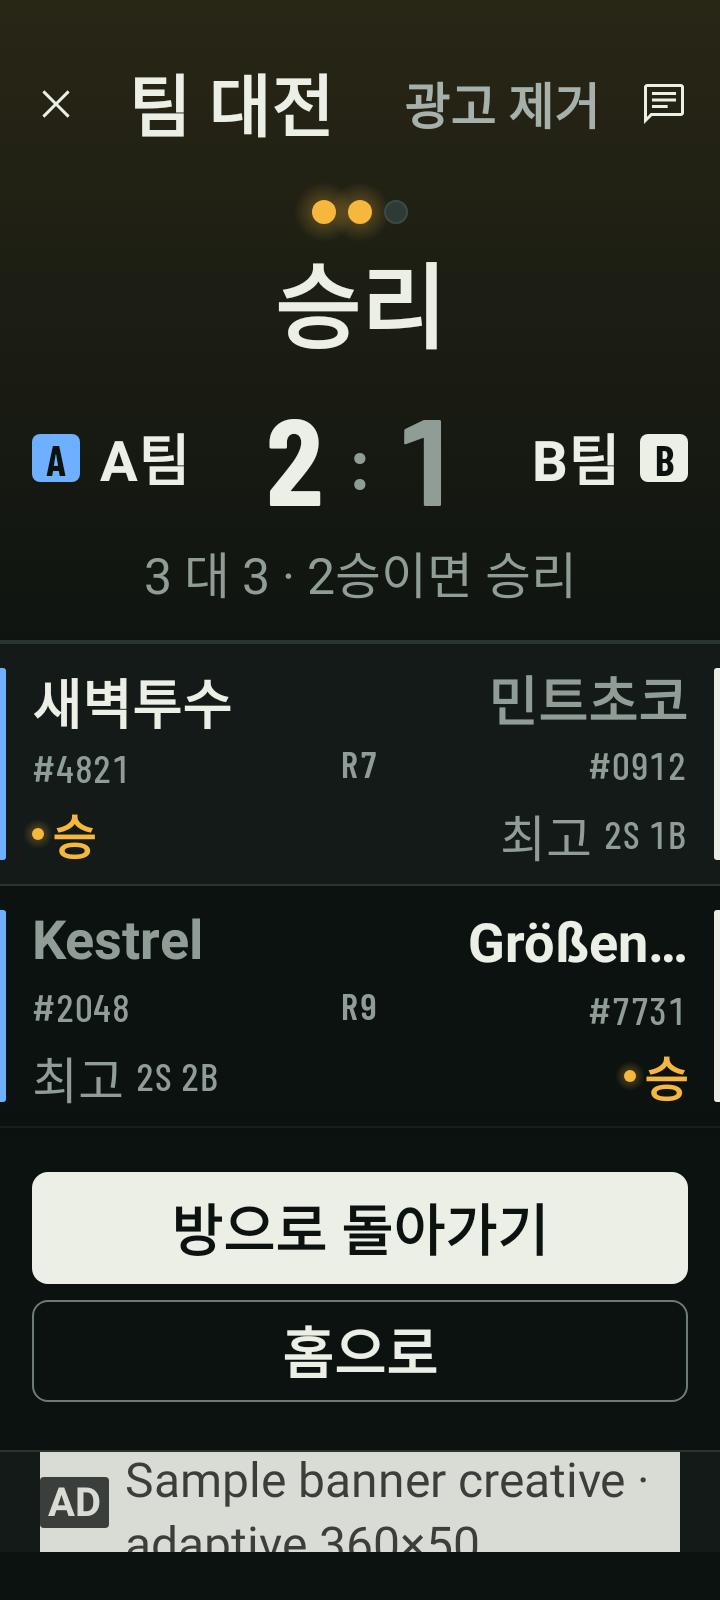 팀 대전 광고 제거
승리
A A팀 2 : 1 B팀 B
3 대 3 · 2승이면 승리
새벽투수 민트초코
#4821 R7 #0912
승 최고 2S 1B
Kestrel Größen…
#2048 R9 #7731
최고 2S 2B 승
방으로 돌아가기
홈으로
AD Sample banner creative ·
adaptive 360×50